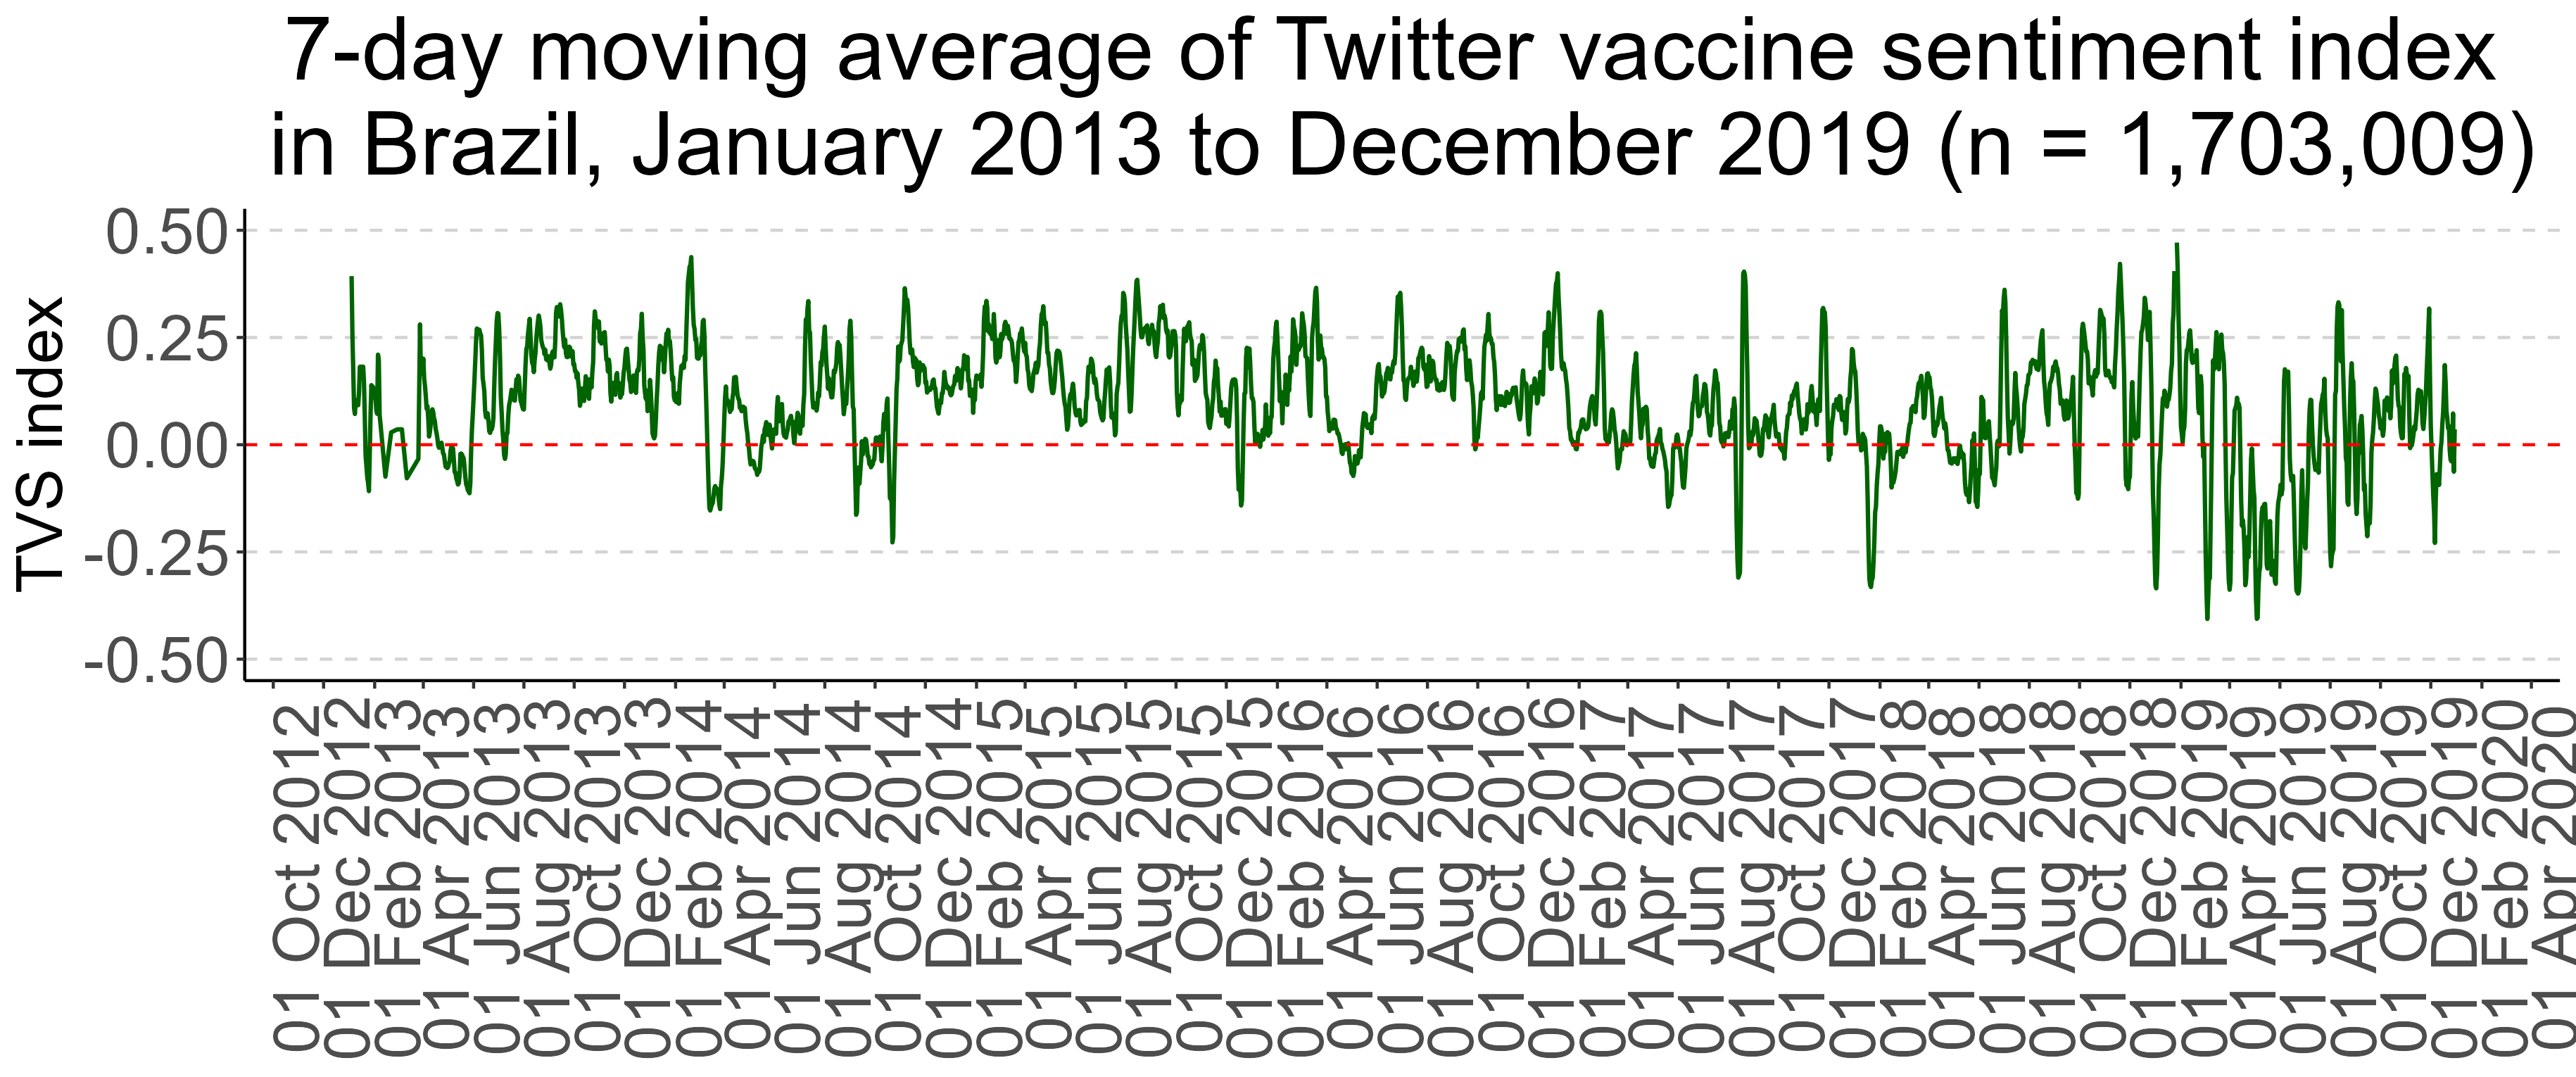 7-day moving average of Twitter vaccine sentiment index
in Brazil, January 2013 to December 2019 (n = 1,703,009)
TVS index
0.50
0.25
0.00
-0.25
-0.50
01 Oct 2012
01 Dec 2012
01 Feb 2013
01 Apr 2013
01 Jun 2013
01 Aug 2013
01 Oct 2013
01 Dec 2013
01 Feb 2014
01 Apr 2014
01 Jun 2014
01 Aug 2014
01 Oct 2014
01 Dec 2014
01 Feb 2015
01 Apr 2015
01 Jun 2015
01 Aug 2015
01 Oct 2015
01 Dec 2015
01 Feb 2016
01 Apr 2016
01 Jun 2016
01 Aug 2016
01 Oct 2016
01 Dec 2016
01 Feb 2017
01 Apr 2017
01 Jun 2017
01 Aug 2017
01 Oct 2017
01 Dec 2017
01 Feb 2018
01 Apr 2018
01 Jun 2018
01 Aug 2018
01 Oct 2018
01 Dec 2018
01 Feb 2019
01 Apr 2019
01 Jun 2019
01 Aug 2019
01 Oct 2019
01 Dec 2019
01 Feb 2020
01 Apr 2020